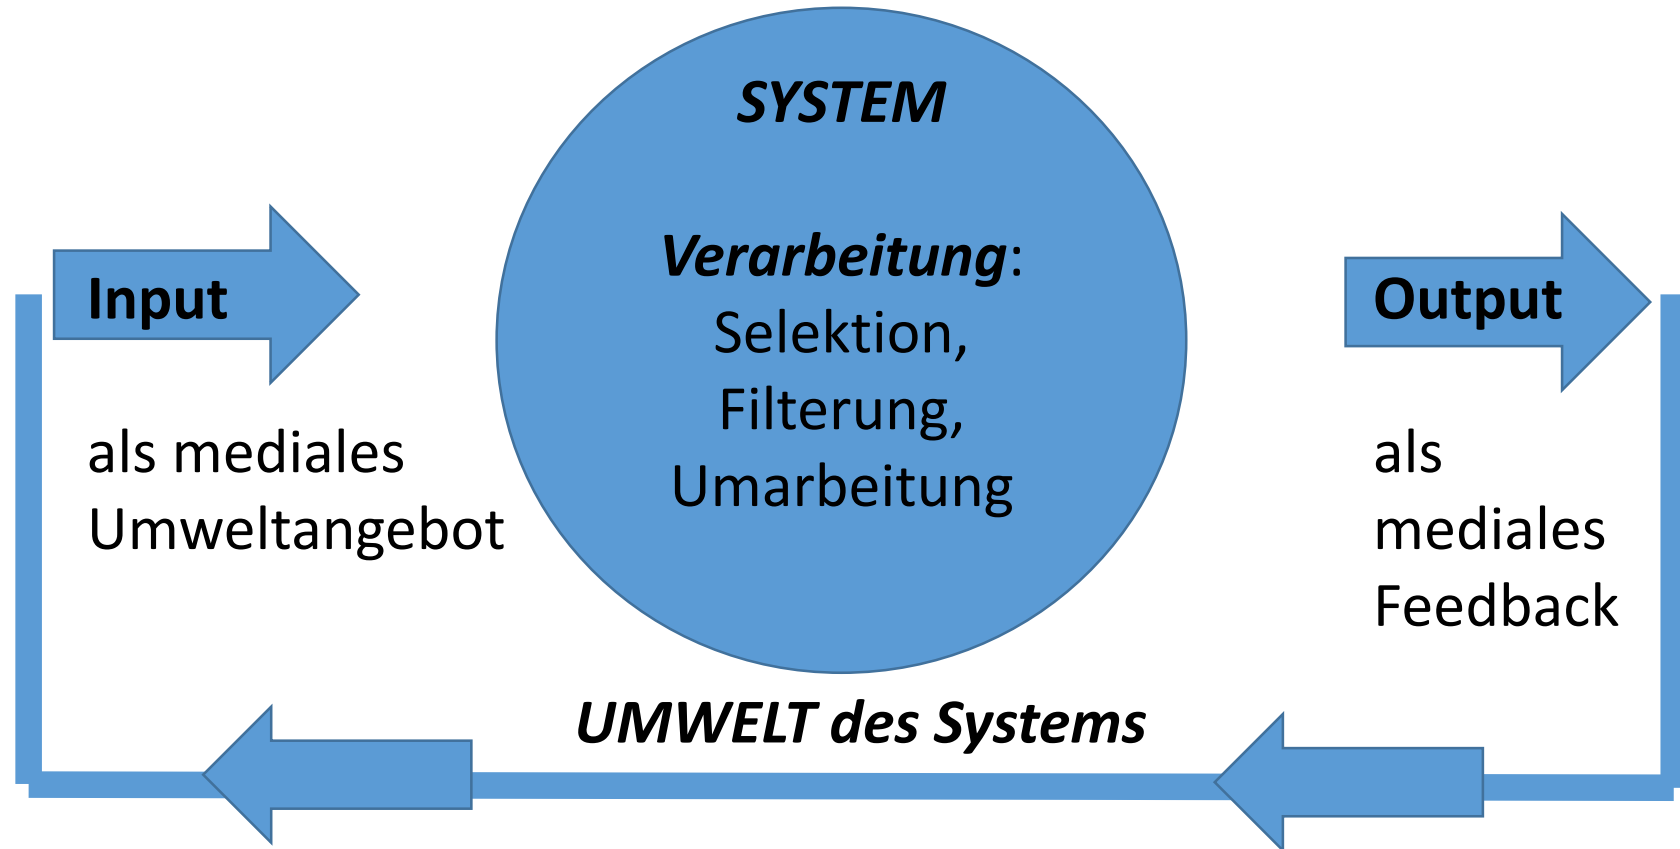 SYSTEM
Verarbeitung:
Selektion,
Filterung,
Umarbeitung
Input
als mediales
Umweltangebot
Output
als
mediales
Feedback
UMWELT des Systems